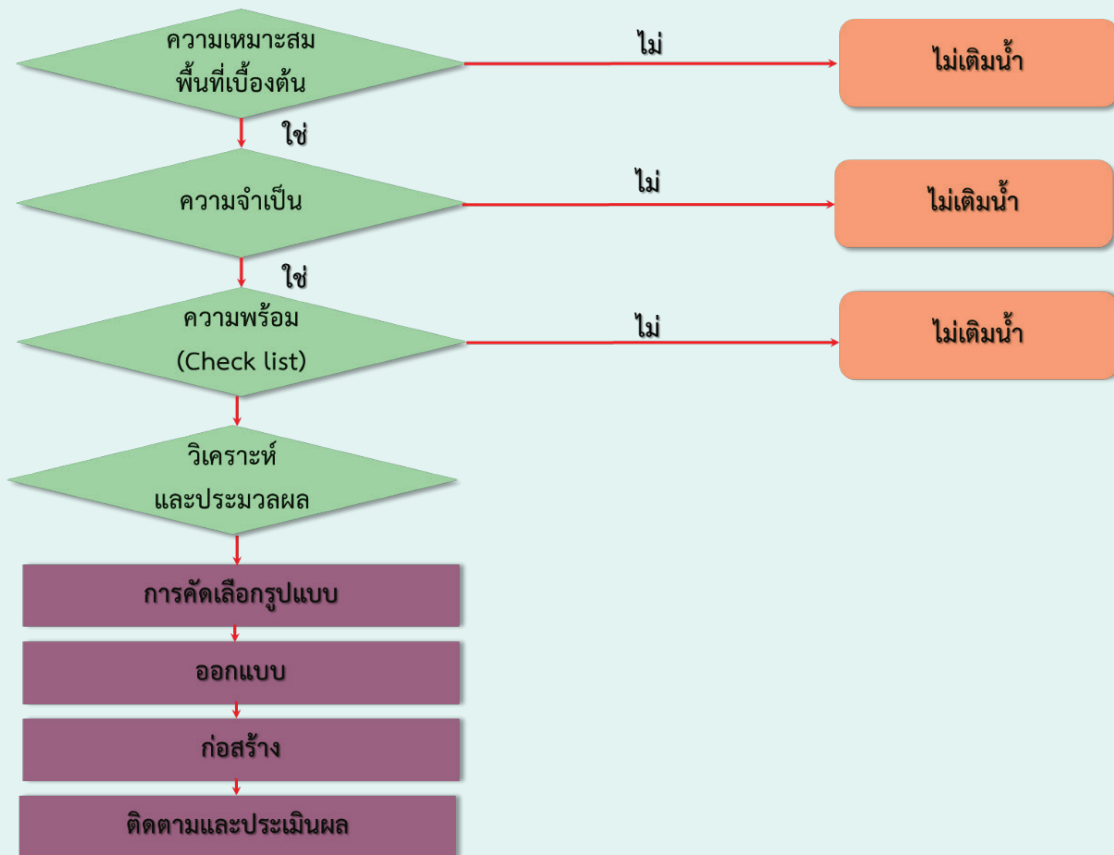 ความเหมาะสม
พื้นที่เบื้องต้น
ไม่
ไม่เติมน้ำ
ใช่
ความจำเป็น
ไม่
ไม่เติมน้ำ
ใช่
ความพร้อม
(Check list)
ไม่
ไม่เติมน้ำ
วิเคราะห์
และประมวลผล
การคัดเลือกรูปแบบ
ออกแบบ
ก่อสร้าง
ติดตามและประเมินผล